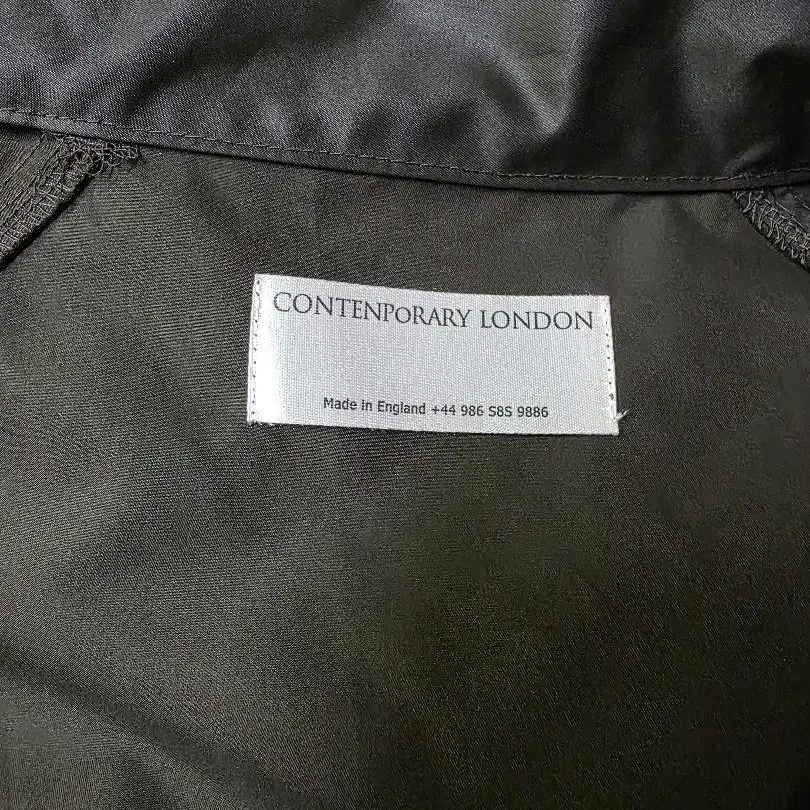 CONTENPORARY LONDON
Made in England +44 986 S8S 9886